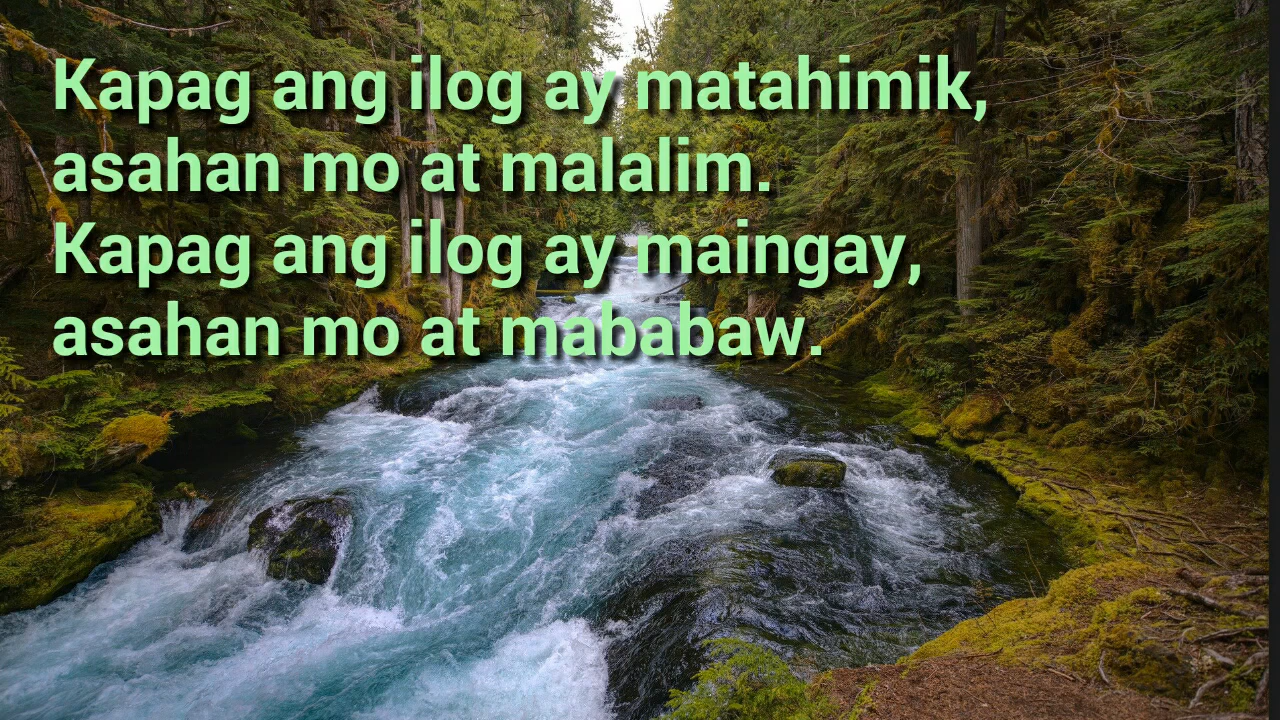 Kapag ang ilog ay matahimik,
asahan mo at malalim.
Kapag ang ilog ay maingay,
asahan mo at mababaw.